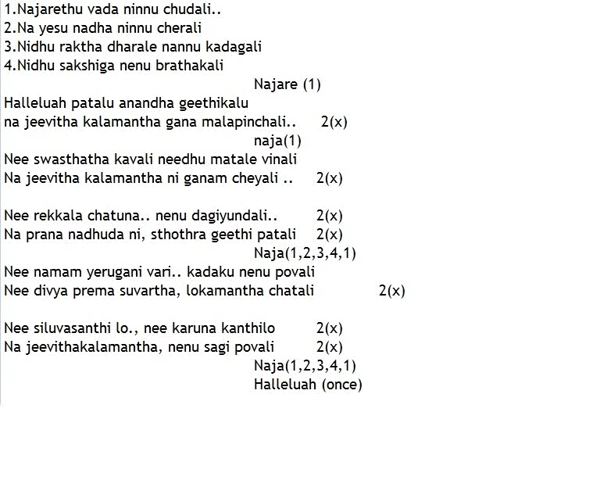 1.Najarethu vada ninnu chudali..
2.Na yesu nadha ninnu cherali
3.Nidhu raktha dharale nannu kadagali
4.Nidhu sakshiga nenu brathakali
Najare (1)
Halleluah patalu anandha geethikalu
na jeevitha kalamantha gana malapinchali.. 2(x)
naja(1)
Nee swasthatha kavali needhu matale vinali
Na jeevitha kalamantha ni ganam cheyali .. 2(x)
Nee rekkala chatuna.. nenu dagiyundali.. 2(x)
Na prana nadhuda ni, sthothra geethi patali 2(x)
Naja(1,2,3,4,1)
Nee namam yerugani vari.. kadaku nenu povali
Nee divya prema suvartha, lokamantha chatali 2(x)
Nee siluvasanthi lo., nee karuna kanthilo 2(x)
Na jeevithakalamantha, nenu sagi povali 2(x)
Naja(1,2,3,4,1)
Halleluah (once)